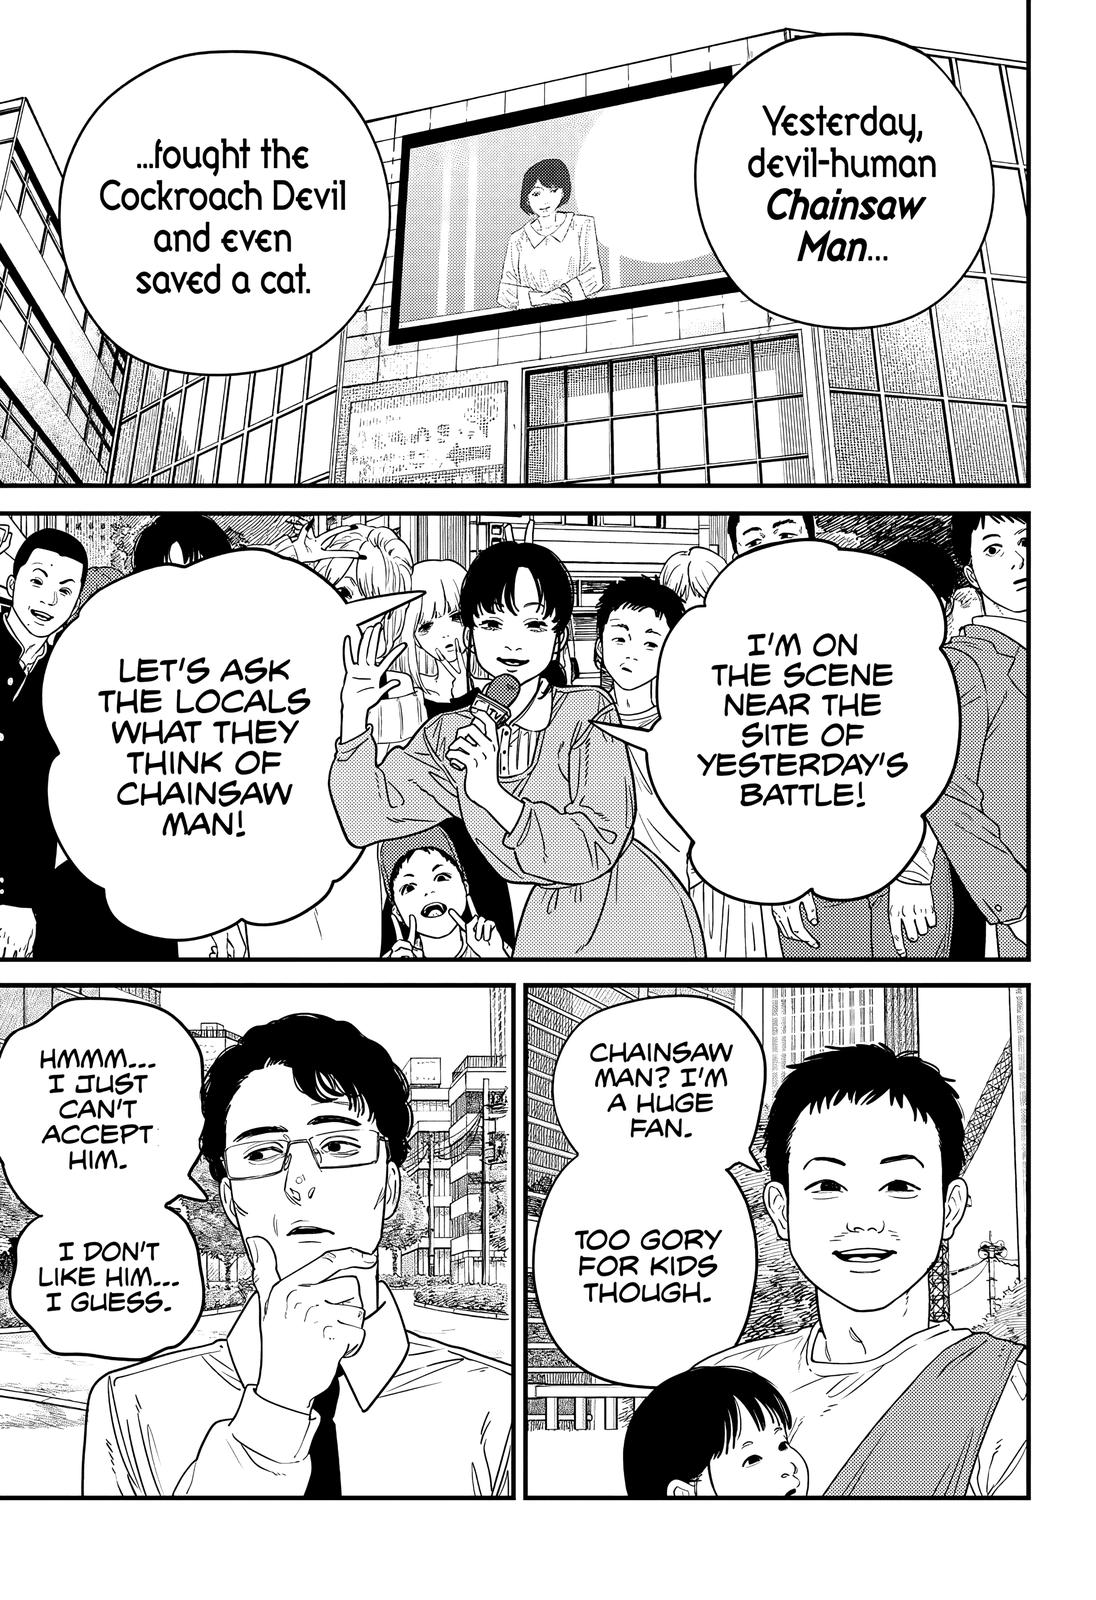 Yesterday,
devil-human
Chainsaw
Man...
...fought the
Cockroach Devil
and even
saved a cat.
I'M ON
THE SCENE
NEAR THE
SITE OF
YESTERDAY'S
BATTLE!
TV
LET'S ASK
THE LOCALS
WHAT THEY
THINK OF
CHAINSAW
MAN!
CHAINSAW
MAN? I'M
A HUGE
FAN.
TOO GORY
FOR KIDS
THOUGH.
HMMM...
I JUST
CAN'T
ACCEPT
HIM.
I DON'T
LIKE HIM...
I GUESS.